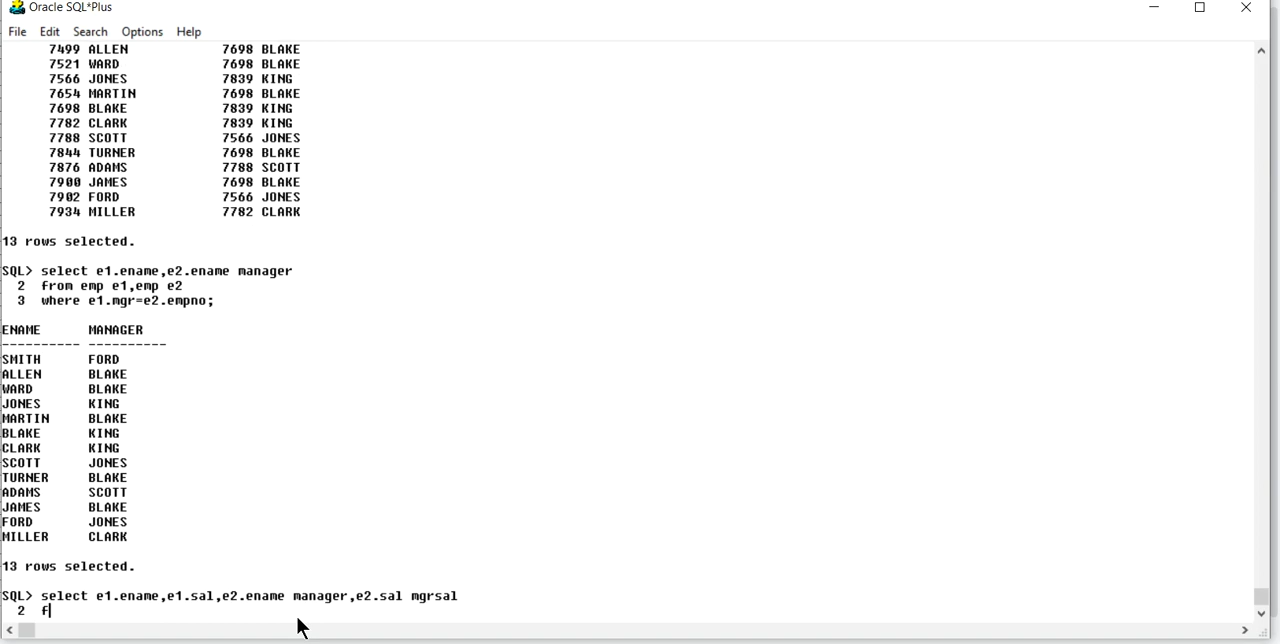 Oracle SQL*Plus
File Edit Search Options Help
7499 ALLEN 7698 BLAKE
7521 WARD 7698 BLAKE
7566 JONES 7839 KING
7654 MARTIN 7698 BLAKE
7698 BLAKE 7839 KING
7782 CLARK 7839 KING
7788 SCOTT 7566 JONES
7844 TURNER 7698 BLAKE
7876 ADAMS 7788 SCOTT
7900 JAMES 7698 BLAKE
7902 FORD 7566 JONES
7934 MILLER 7782 CLARK
13 rows selected.
SQL> select e1.ename,e2.ename manager
2 from emp e1,emp e2
3 where e1.mgr=e2.empno;
ENAME MANAGER
---------- ----------
SMITH FORD
ALLEN BLAKE
WARD BLAKE
JONES KING
MARTIN BLAKE
BLAKE KING
CLARK KING
SCOTT JONES
TURNER BLAKE
ADAMS SCOTT
JAMES BLAKE
FORD JONES
MILLER CLARK
13 rows selected.
SQL> select e1.ename,e1.sal,e2.ename manager,e2.sal mgrsal
2 f